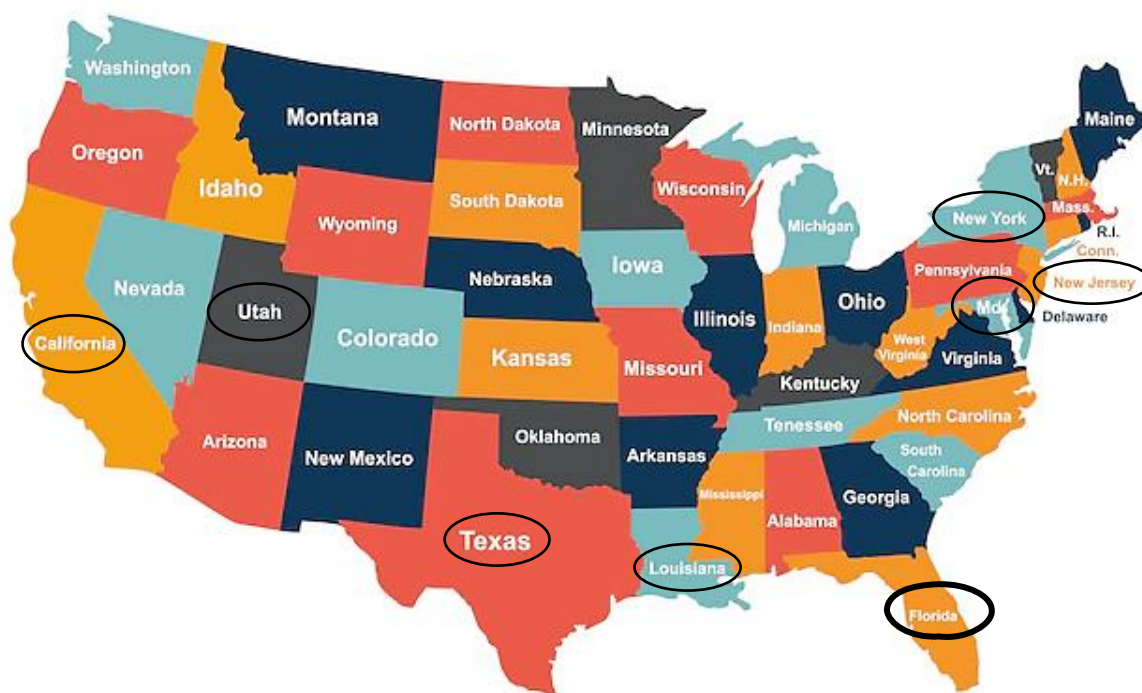 Washington
Montana
North Dakota
Minnesota
Maine
Oregon
Idaho
Wyoming
South Dakota
Wisconsin
Michigan
Vt.
N.H.
New York
Mass.
R.I.
Conn.
Nevada
Utah
Nebraska
Iowa
Illinois
Indiana
Ohio
Pennsylvania
New Jersey
Md.
Delaware
California
Colorado
Kansas
Missouri
West
Virginia
Virginia
Kentucky
Arizona
New Mexico
Oklahoma
Arkansas
Tenessee
North Carolina
South
Carolina
Texas
Louisiana
Mississippi
Alabama
Georgia
Florida